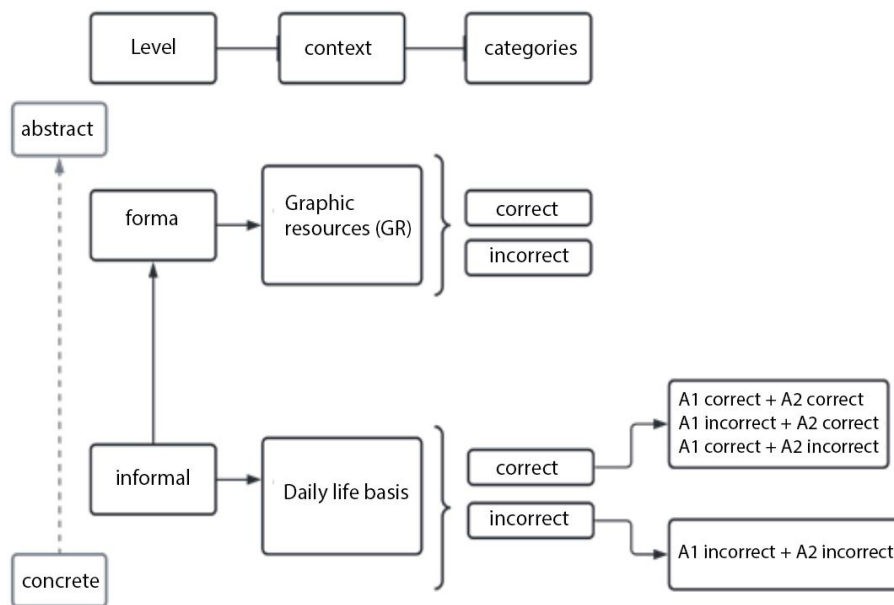 Level
context
categories
abstract
forma
Graphic
resources (GR)
correct
incorrect
informal
Daily life basis
correct
incorrect
A1 correct + A2 correct
A1 incorrect + A2 correct
A1 correct + A2 incorrect
A1 incorrect + A2 incorrect
concrete